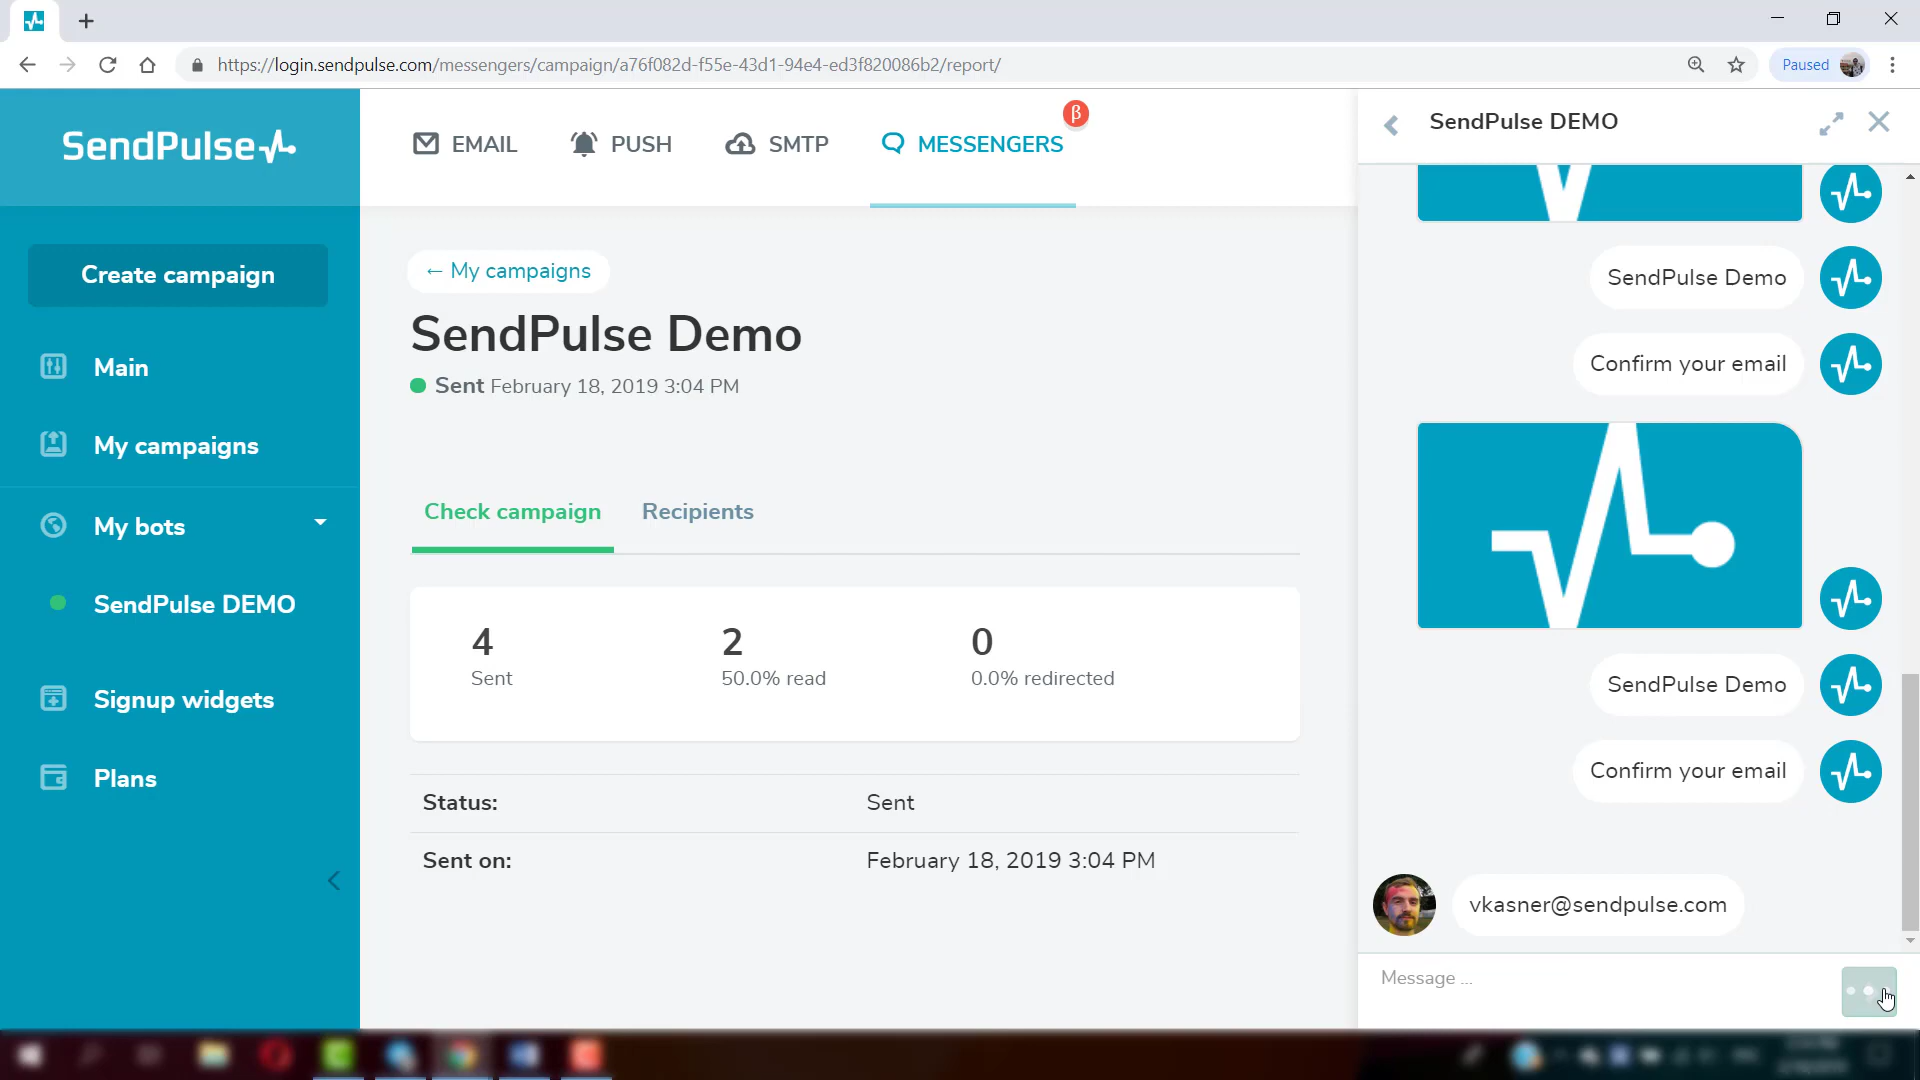 https://login.sendpulse.com/messengers/campaign/a76f082d-f55e-43d1-94e4-ed3f820086b2/report/
Paused
SendPulse
EMAIL
PUSH
SMTP
MESSENGERS
β
SendPulse DEMO
Create campaign
Main
My campaigns
My bots
SendPulse DEMO
Signup widgets
Plans
← My campaigns
SendPulse Demo
Sent February 18, 2019 3:04 PM
Check campaign
Recipients
4
Sent
2
50.0% read
0
0.0% redirected
Status:
Sent
Sent on:
February 18, 2019 3:04 PM
SendPulse Demo
Confirm your email
SendPulse Demo
Confirm your email
vkasner@sendpulse.com
Message ...